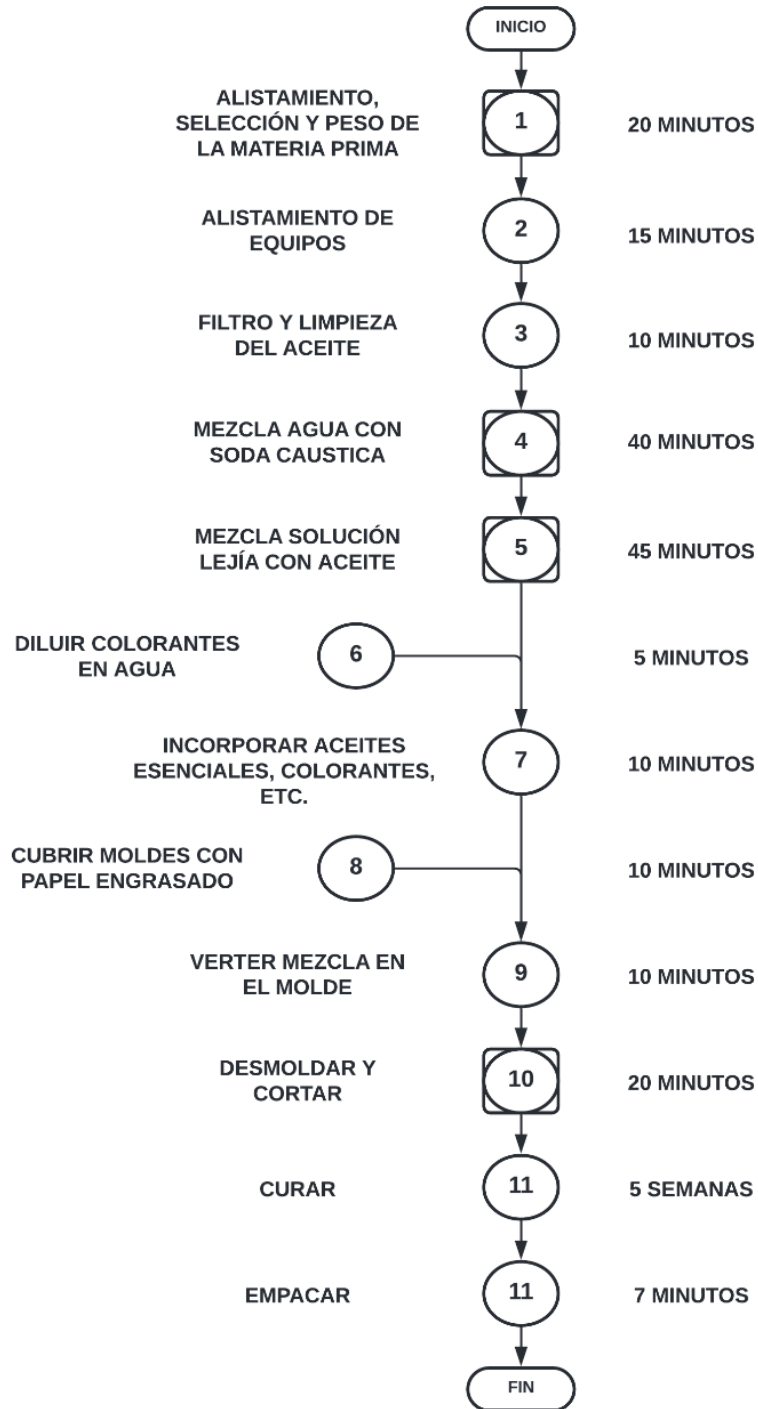 INICIO
ALISTAMIENTO,
SELECCIÓN Y PESO DE
LA MATERIA PRIMA
1
20 MINUTOS
ALISTAMIENTO DE
EQUIPOS
2
15 MINUTOS
FILTRO Y LIMPIEZA
DEL ACEITE
3
10 MINUTOS
MEZCLA AGUA CON
SODA CAUSTICA
4
40 MINUTOS
MEZCLA SOLUCIÓN
LEJÍA CON ACEITE
5
45 MINUTOS
DILUIR COLORANTES
EN AGUA
6
5 MINUTOS
INCORPORAR ACEITES
ESENCIALES, COLORANTES,
ETC.
7
10 MINUTOS
CUBRIR MOLDES CON
PAPEL ENGRASADO
8
10 MINUTOS
VERTER MEZCLA EN
EL MOLDE
9
10 MINUTOS
DESMOLDAR Y
CORTAR
10
20 MINUTOS
CURAR
11
5 SEMANAS
EMPACAR
11
7 MINUTOS
FIN